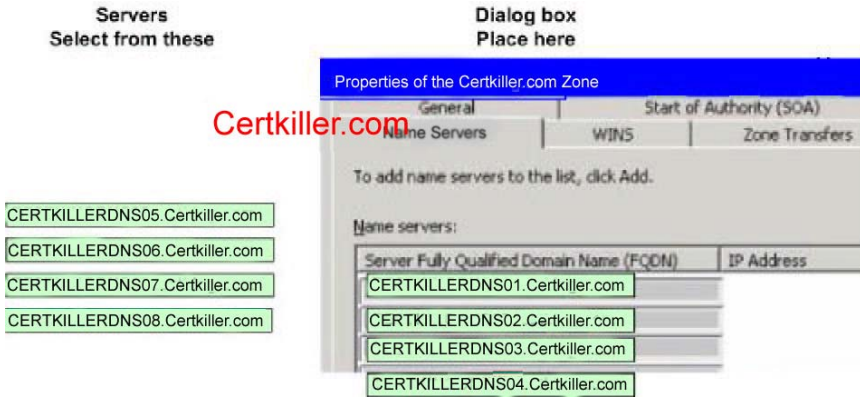 Servers
Select from these
Dialog box
Place here
Properties of the Certkiller.com Zone
General
Start of Authority (SOA)
Certkiller.com
Name Servers
WINS
Zone Transfers
To add name servers to the list, click Add.
Name servers:
Server Fully Qualified Domain Name (FQDN)
IP Address
CERTKILLERDNS05.Certkiller.com
CERTKILLERDNS06.Certkiller.com
CERTKILLERDNS07.Certkiller.com
CERTKILLERDNS08.Certkiller.com
CERTKILLERDNS01.Certkiller.com
CERTKILLERDNS02.Certkiller.com
CERTKILLERDNS03.Certkiller.com
CERTKILLERDNS04.Certkiller.com